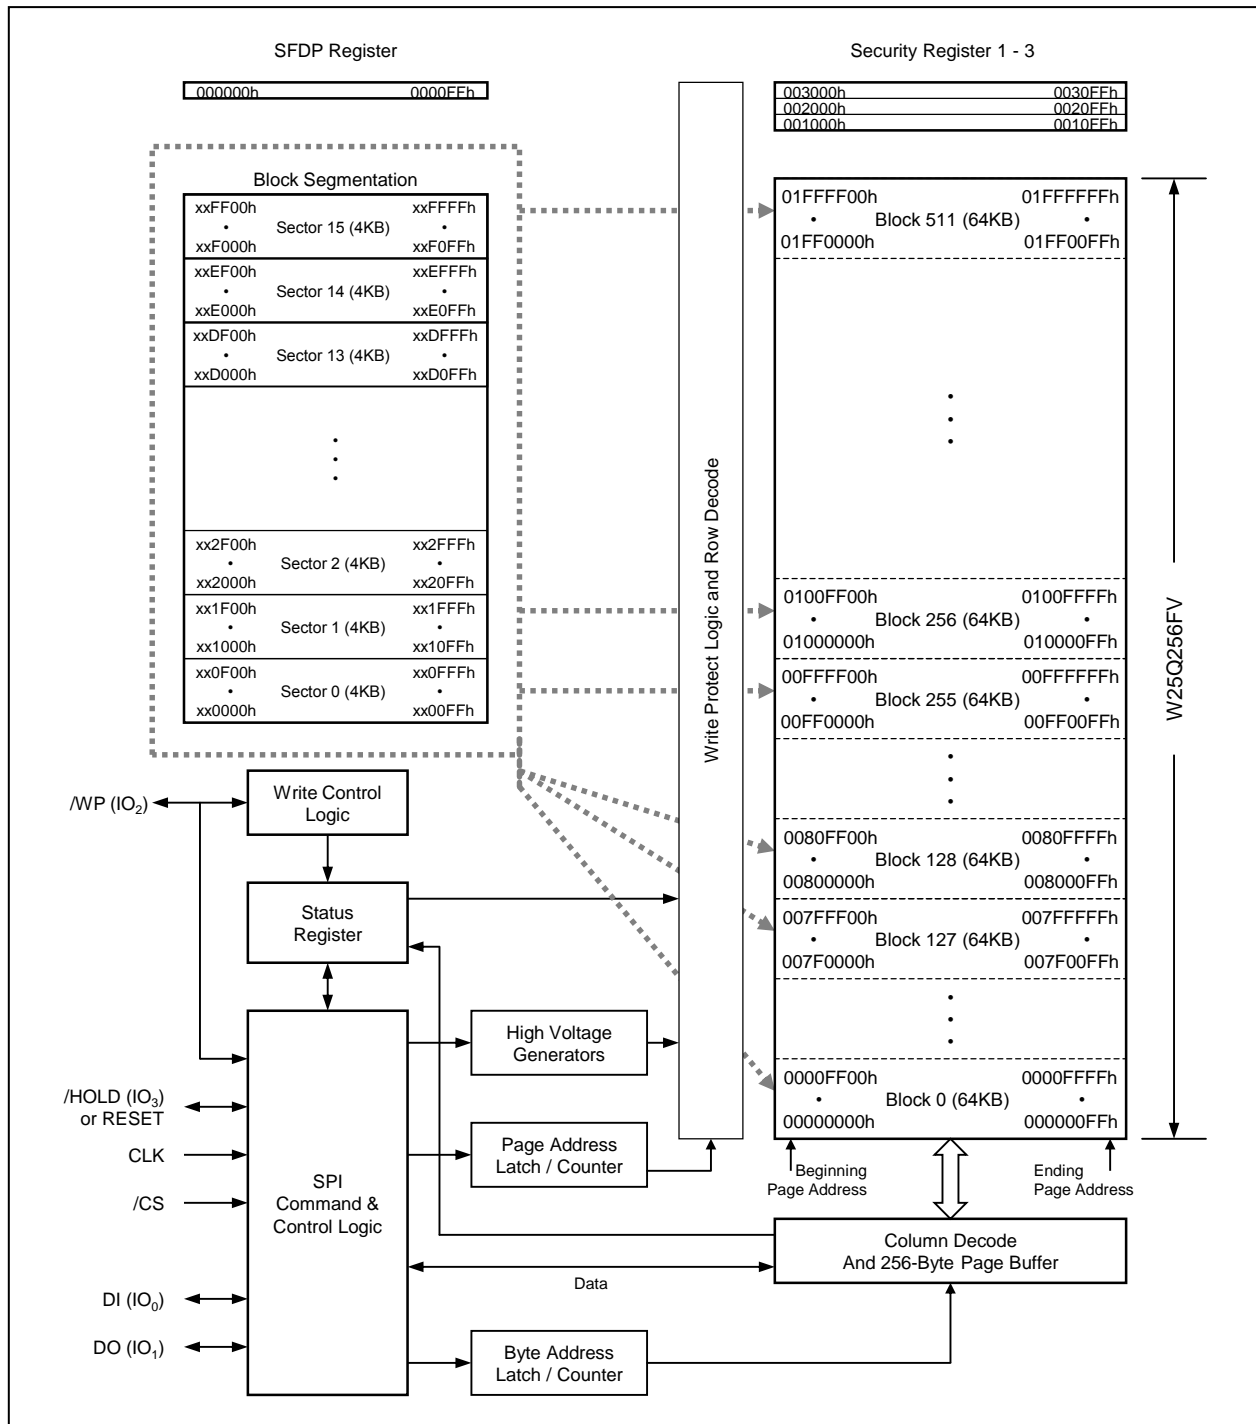 SFDP Register
000000h 0000FFh
Security Register 1 - 3
003000h 0030FFh
002000h 0020FFh
001000h 0010FFh
Block Segmentation
xxFF00h xxFFFFh
• Sector 15 (4KB) •
xxF000h xxF0FFh
xxEF00h xxEFFFh
• Sector 14 (4KB) •
xxE000h xxE0FFh
xxDF00h xxDFFFh
• Sector 13 (4KB) •
xxD000h xxD0FFh
•
•
•
xx2F00h xx2FFFh
• Sector 2 (4KB) •
xx2000h xx20FFh
xx1F00h xx1FFFh
• Sector 1 (4KB) •
xx1000h xx10FFh
xx0F00h xx0FFFh
• Sector 0 (4KB) •
xx0000h xx00FFh
Write Protect Logic and Row Decode
01FFFF00h 01FFFFFFh
• Block 511 (64KB) •
01FF0000h 01FF00FFh
•
•
•
0100FF00h 0100FFFFh
• Block 256 (64KB) •
01000000h 010000FFh
00FFFF00h 00FFFFFFh
• Block 255 (64KB) •
00FF0000h 00FF00FFh
•
•
•
0080FF00h 0080FFFFh
• Block 128 (64KB) •
00800000h 008000FFh
007FFF00h 007FFFFFh
• Block 127 (64KB) •
007F0000h 007F00FFh
•
•
•
0000FF00h 0000FFFFh
• Block 0 (64KB) •
00000000h 000000FFh
W25Q256FV
Beginning
Page Address
Ending
Page Address
/WP (IO2)
Write Control
Logic
Status
Register
High Voltage
Generators
/HOLD (IO3)
or RESET
CLK
/CS
Page Address
Latch / Counter
SPI
Command &
Control Logic
Column Decode
And 256-Byte Page Buffer
Data
DI (IO0)
DO (IO1)
Byte Address
Latch / Counter